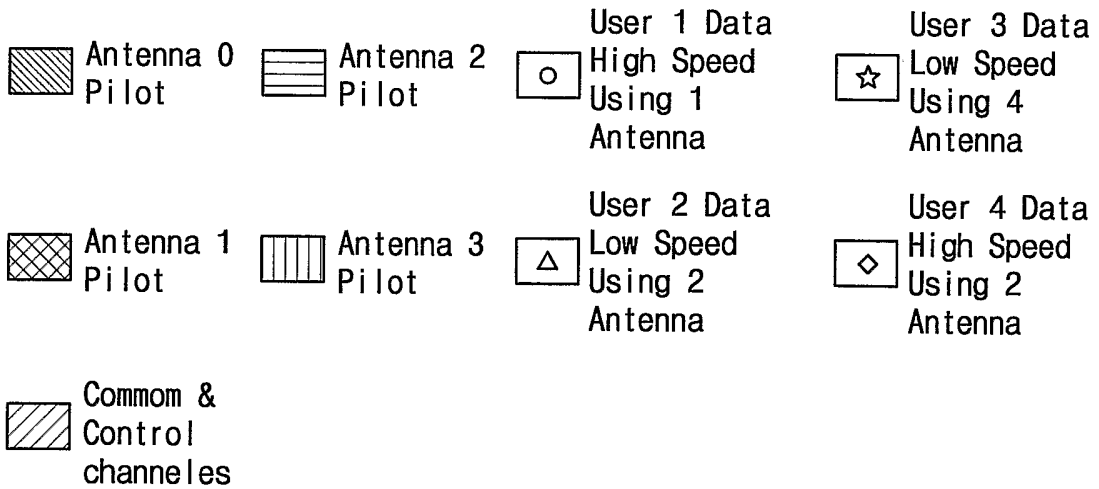 Antenna 0
Pilot
Antenna 2
Pilot
User 1 Data
High Speed
Using 1
Antenna
User 3 Data
Low Speed
Using 4
Antenna
Antenna 1
Pilot
Antenna 3
Pilot
User 2 Data
Low Speed
Using 2
Antenna
User 4 Data
High Speed
Using 2
Antenna
Commom &
Control
channeles